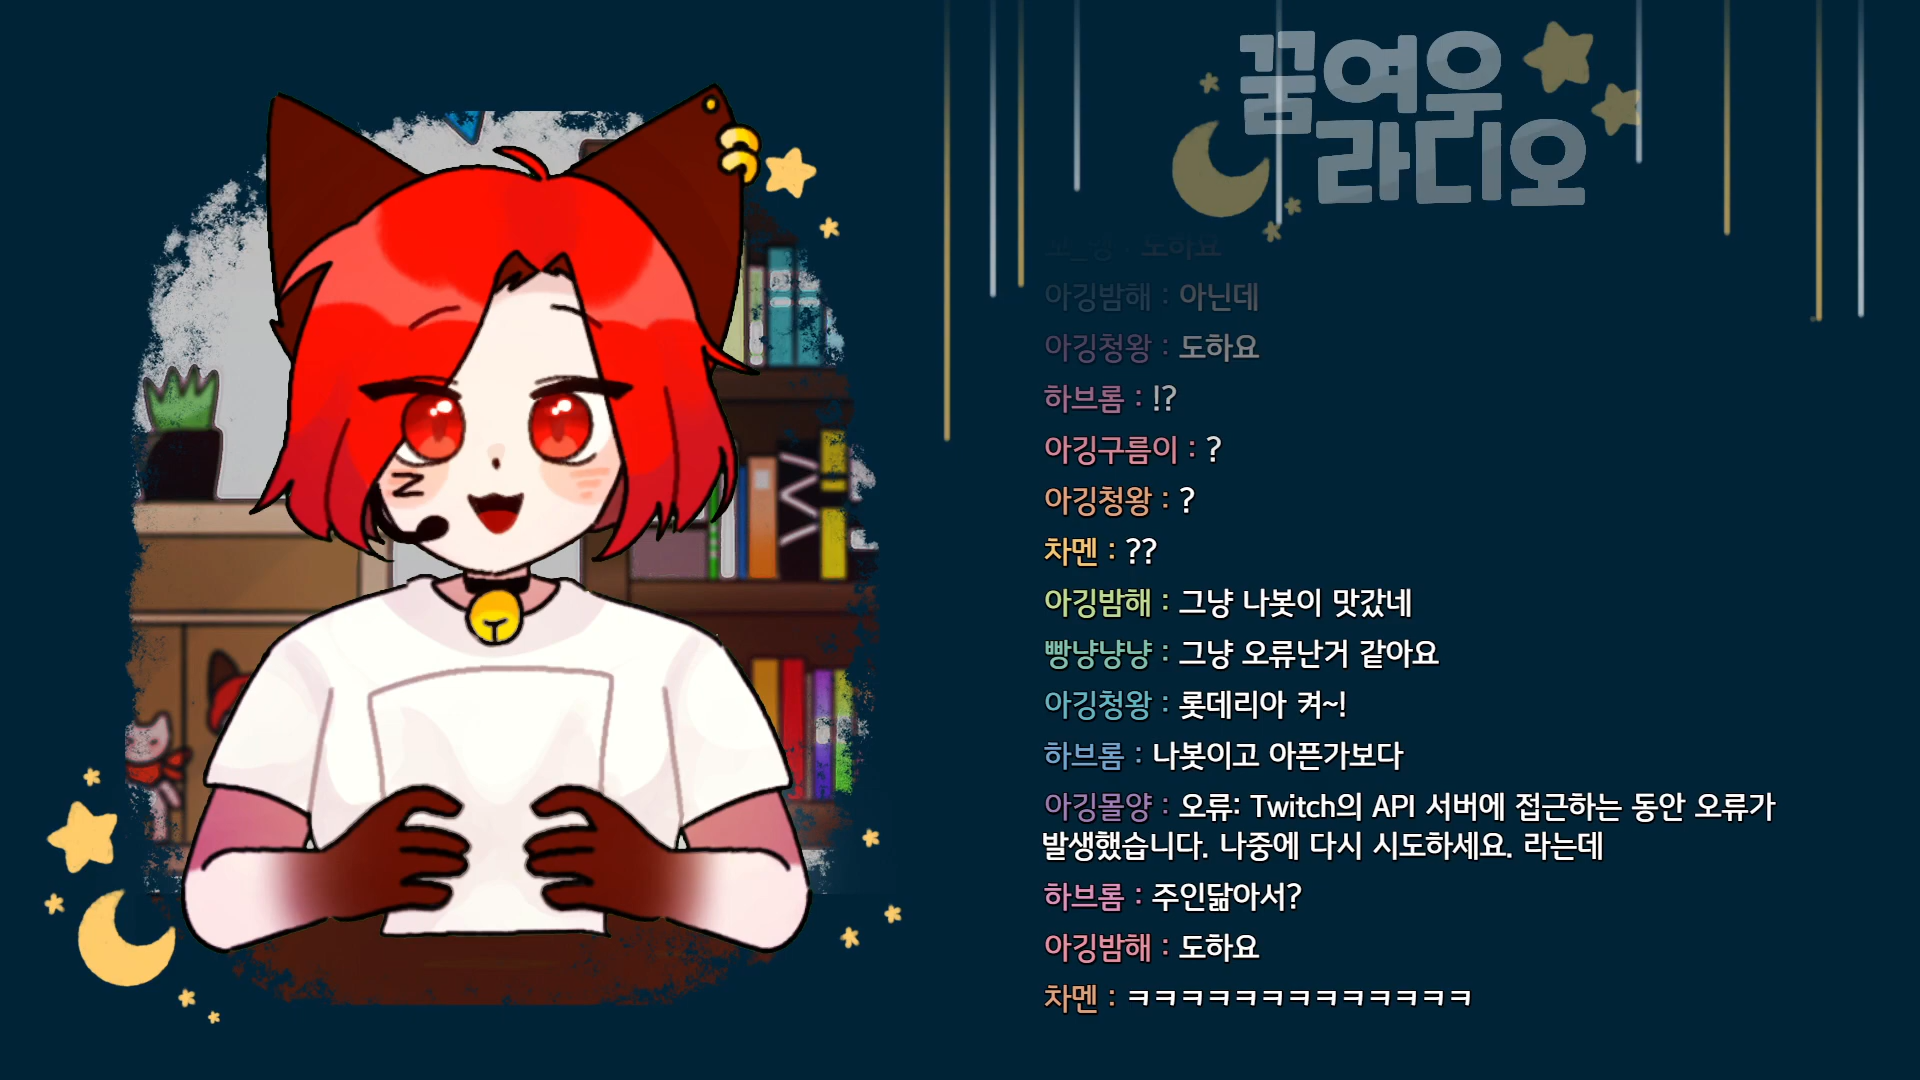 꿈여우
라디오
도하요
아깅밤해 : 아닌데
아깅청왕 : 도하요
하브롬 : !?
아깅구름이 : ?
아깅청왕 : ?
차멘 : ??
아깅밤해 : 그냥 나봇이 맛갔네
빵냥냥냥 : 그냥 오류난거 같아요
아깅청왕 : 롯데리아 켜~!
하브롬 : 나봇이고 아픈가보다
아깅몰양 : 오류: Twitch의 API 서버에 접근하는 동안 오류가
발생했습니다. 나중에 다시 시도하세요. 라는데
하브롬 : 주인닮아서?
아깅밤해 : 도하요
차멘 : ㅋㅋㅋㅋㅋㅋㅋㅋㅋㅋㅋㅋㅋ